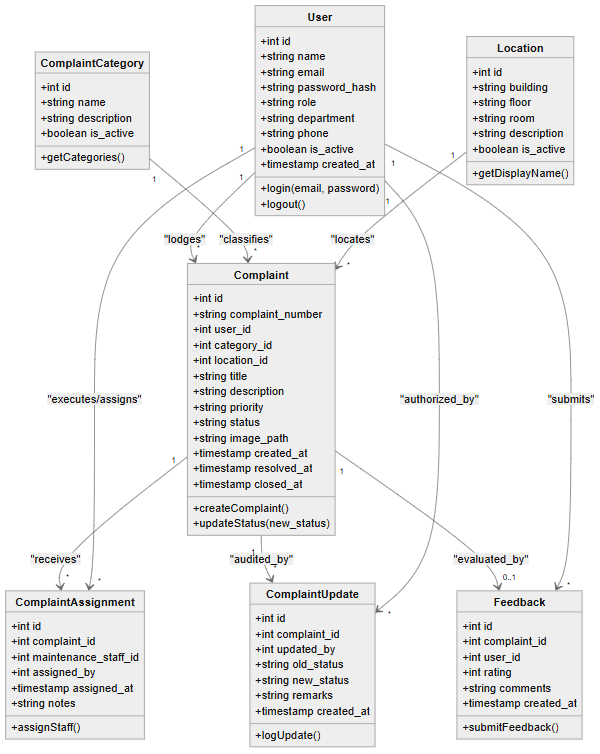 User
+int id
+string name
+string email
+string password_hash
+string role
+string department
+string phone
+boolean is_active
+timestamp created_at
+login(email, password)
+logout()
ComplaintCategory
+int id
+string name
+string description
+boolean is_active
+getCategories()
Location
+int id
+string building
+string floor
+string room
+string description
+boolean is_active
+getDisplayName()
1
1
1
1
1
1
1
"lodges"
"classifies"
"locates"
*
*
*
Complaint
+int id
+string complaint_number
+int user_id
+int category_id
+int location_id
+string title
+string description
+string priority
+string status
+string image_path
+timestamp created_at
+timestamp resolved_at
+timestamp closed_at
+createComplaint()
+updateStatus(new_status)
"executes/assigns"
"authorized_by"
"submits"
1
1
1
"receives"
"audited_by"
"evaluated_by"
*
*
*
0..1
*
*
ComplaintAssignment
+int id
+int complaint_id
+int maintenance_staff_id
+int assigned_by
+timestamp assigned_at
+string notes
+assignStaff()
ComplaintUpdate
+int id
+int complaint_id
+int updated_by
+string old_status
+string new_status
+string remarks
+timestamp created_at
+logUpdate()
Feedback
+int id
+int complaint_id
+int user_id
+int rating
+string comments
+timestamp created_at
+submitFeedback()